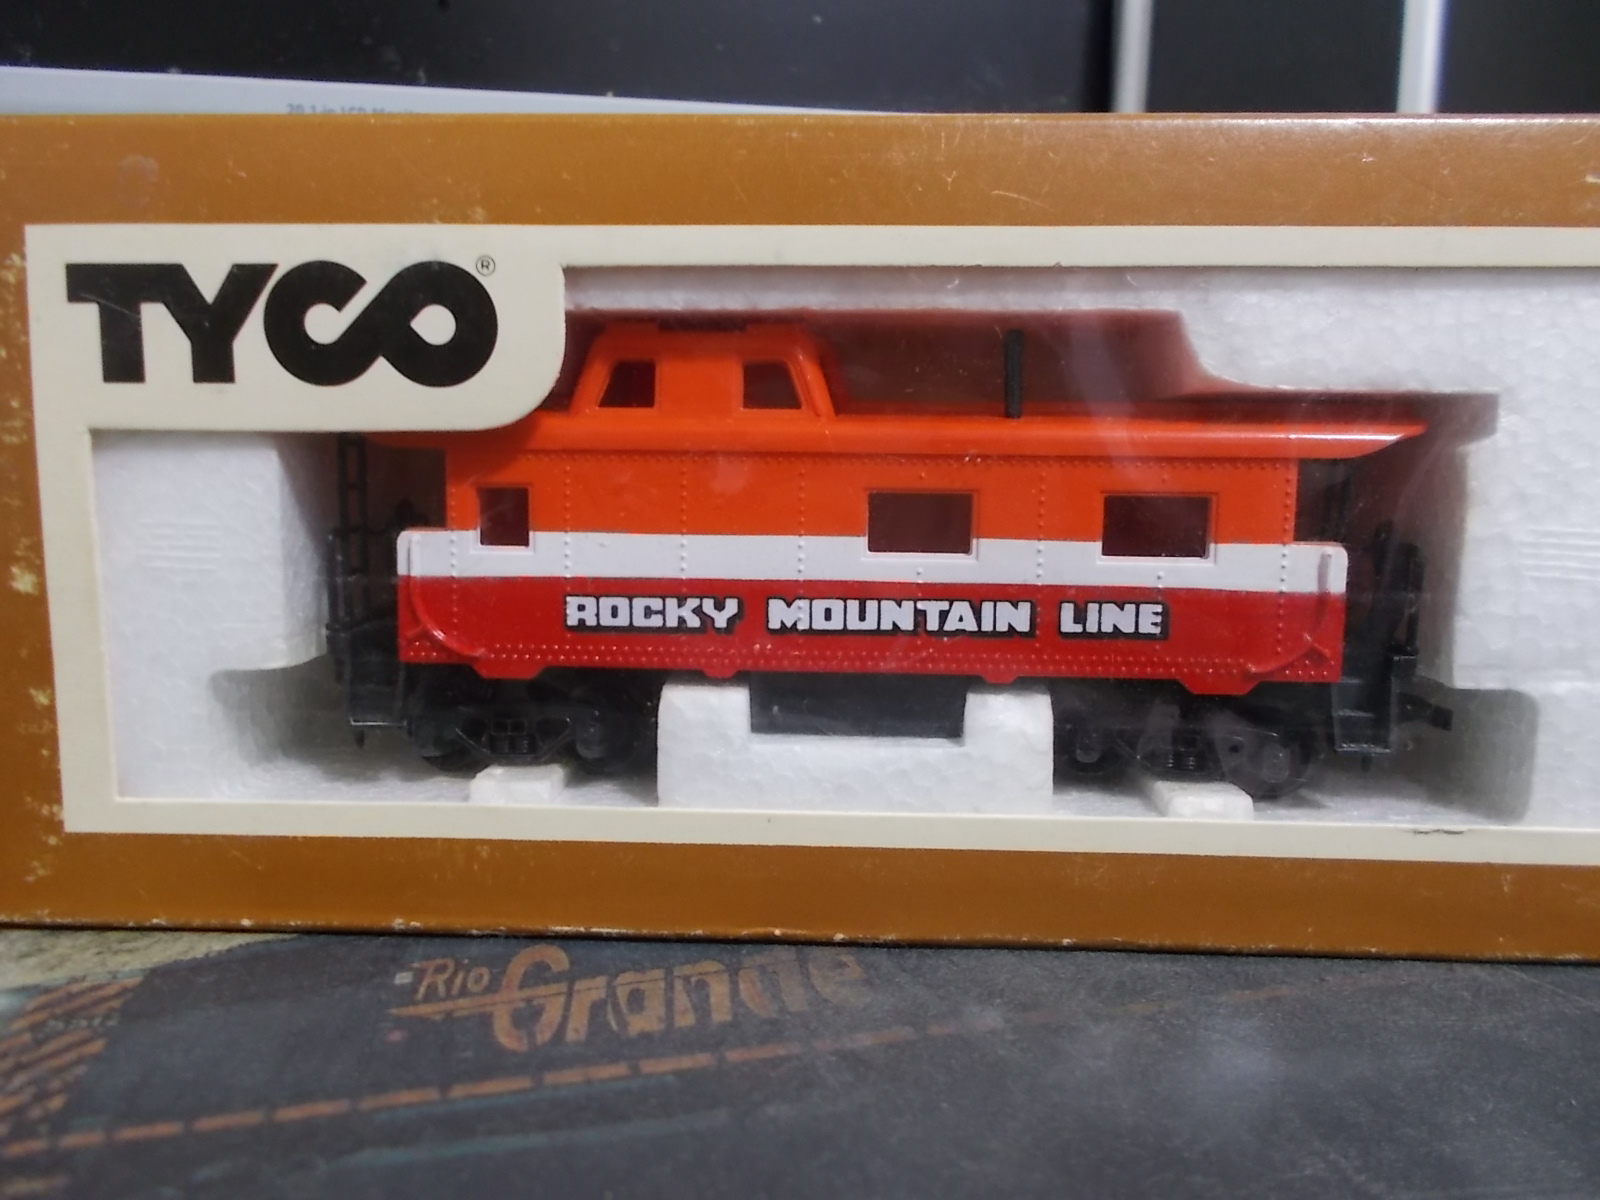 TYCO®
ROCKY MOUNTAIN LINE
Rio Grande